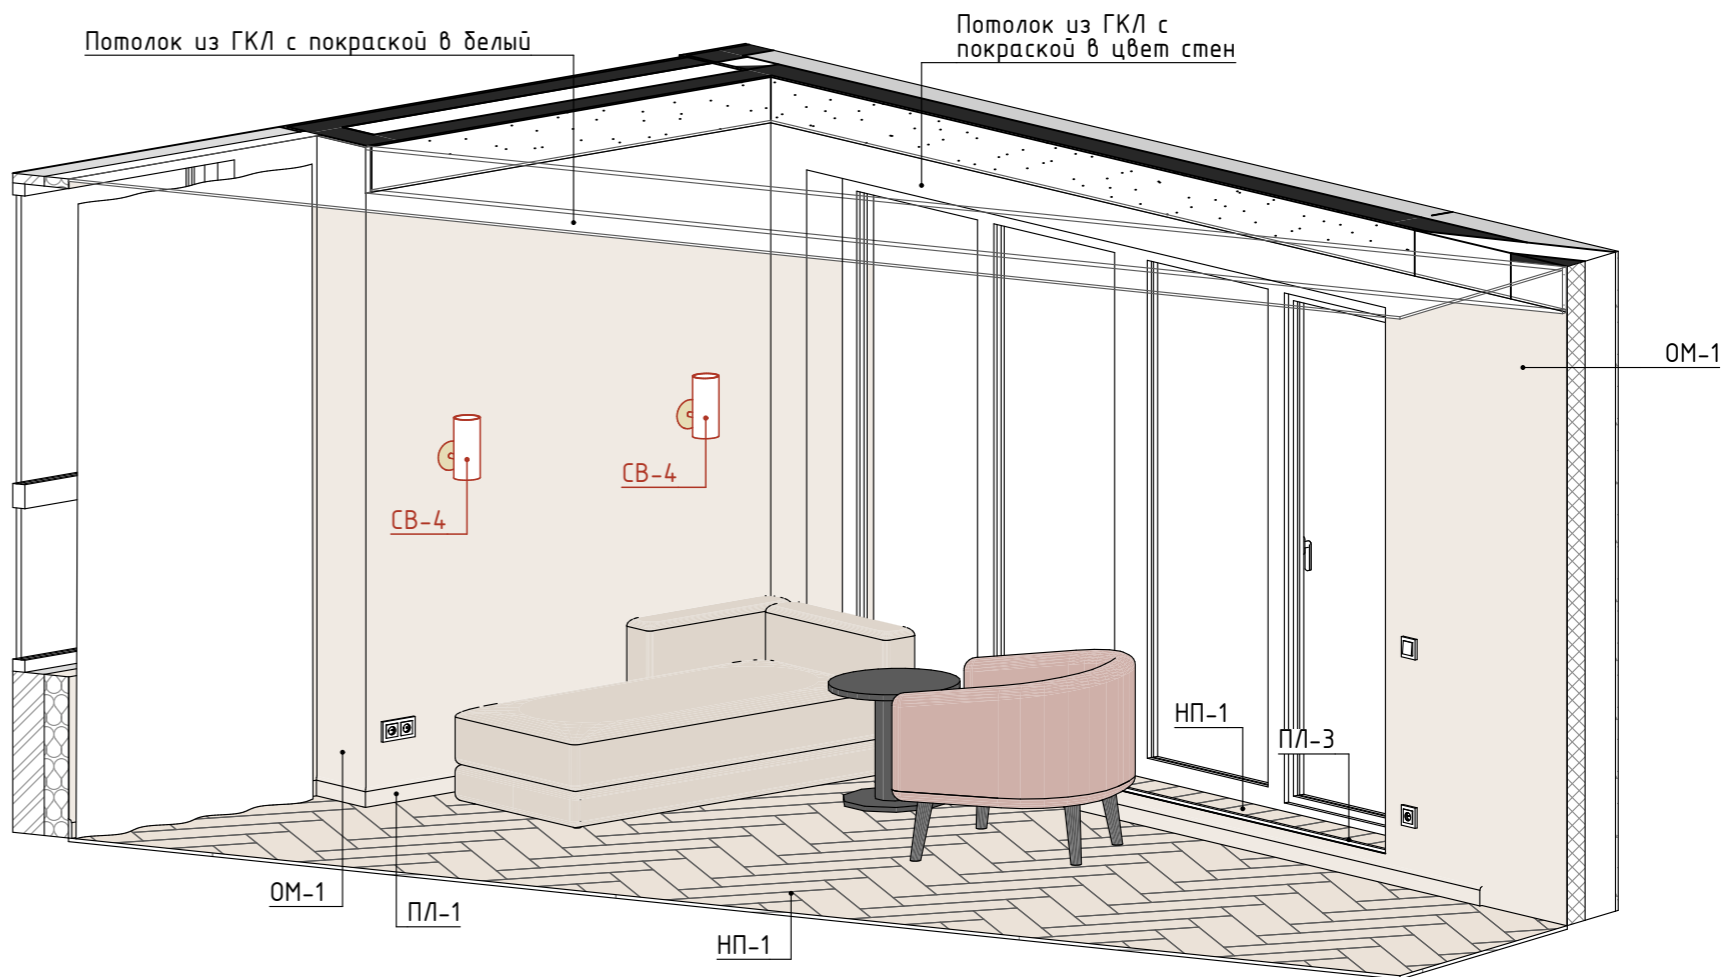 Потолок из ГКЛ с покраской в белый
Потолок из ГКЛ с
покраской в цвет стен
ОМ-1
СВ-4
СВ-4
НП-1
ПЛ-3
ОМ-1
ПЛ-1
НП-1